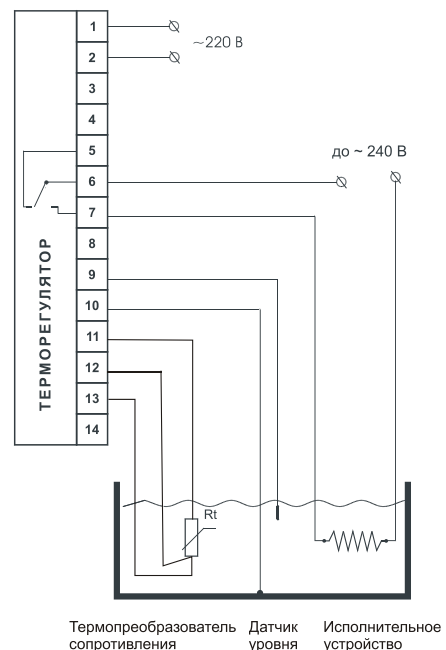 1
~220 В
2
3
4
5
до ~ 240 В
6
7
8
9
10
11
12
13
14
ТЕРМОРЕГУЛЯТОР
Rt
Термопреобразователь сопротивления
Датчик уровня
Исполнительное устройство